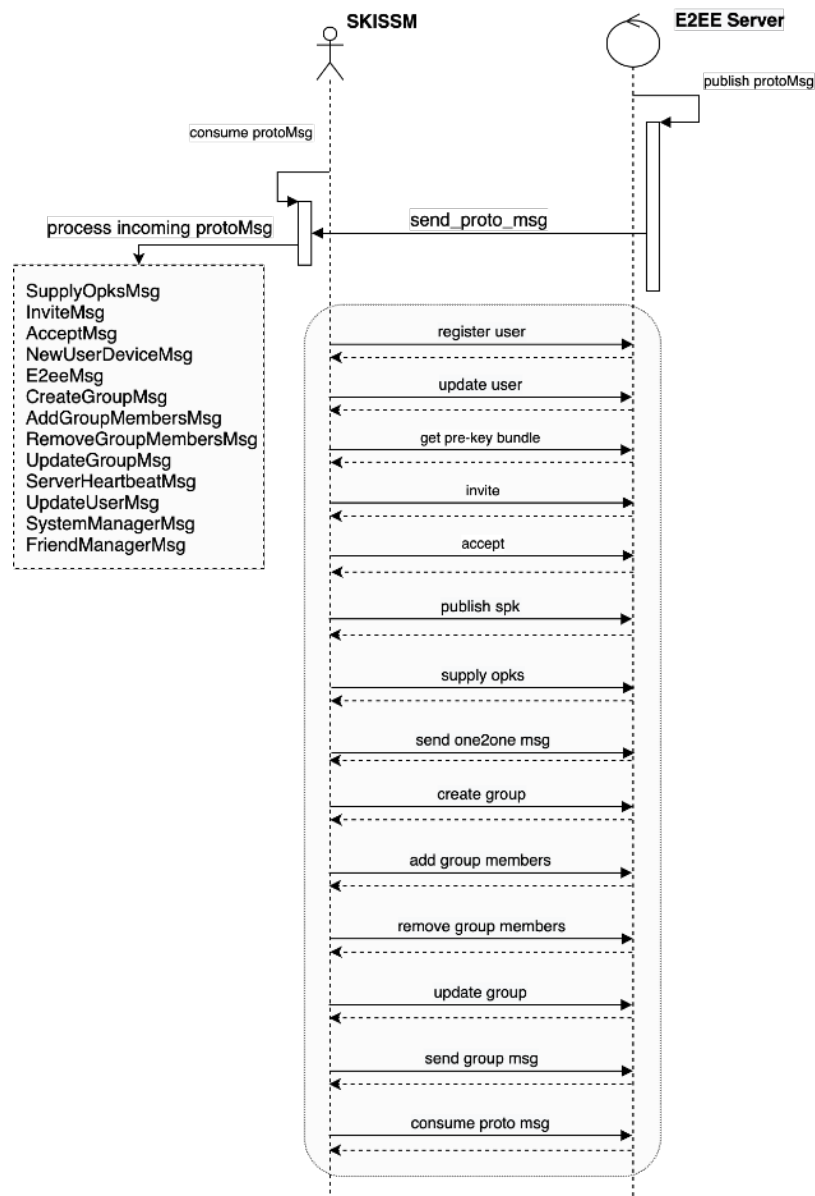 SKISSM
E2EE Server
publish protoMsg
consume protoMsg
send_proto_msg
process incoming protoMsg
SupplyOpksMsg
InviteMsg
AcceptMsg
NewUserDeviceMsg
E2eeMsg
CreateGroupMsg
AddGroupMembersMsg
RemoveGroupMembersMsg
UpdateGroupMsg
ServerHeartbeatMsg
UpdateUserMsg
SystemManagerMsg
FriendManagerMsg
register user
update user
get pre-key bundle
invite
accept
publish spk
supply opks
send one2one msg
create group
add group members
remove group members
update group
send group msg
consume proto msg